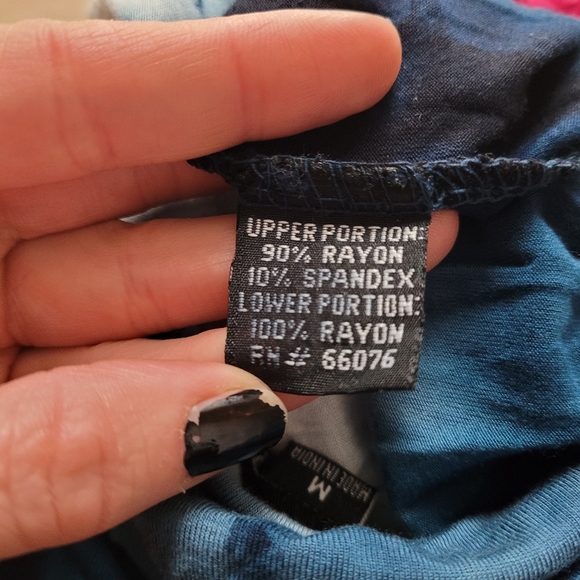 UPPER PORTION:
90% RAYON
10% SPANDEX
LOWER PORTION:
100% RAYON
RN # 66076
M
MADE IN INDIA